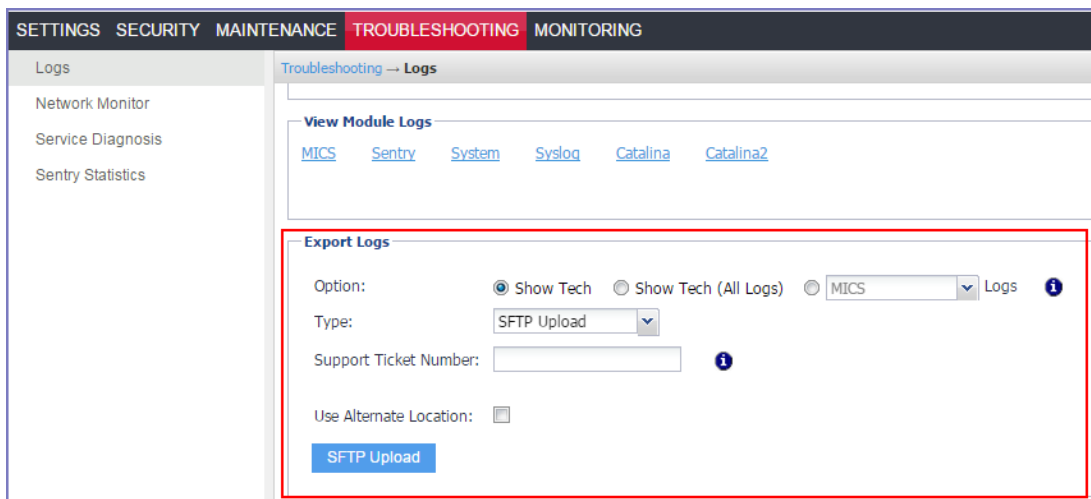 SETTINGS SECURITY MAINTENANCE TROUBLESHOOTING MONITORING
Logs
Network Monitor
Service Diagnosis
Sentry Statistics
Troubleshooting → Logs
View Module Logs
MICS Sentry System Syslog Catalina Catalina2
Export Logs
Option: Show Tech Show Tech (All Logs) MICS Logs
Type: SFTP Upload
Support Ticket Number:
Use Alternate Location:
SFTP Upload